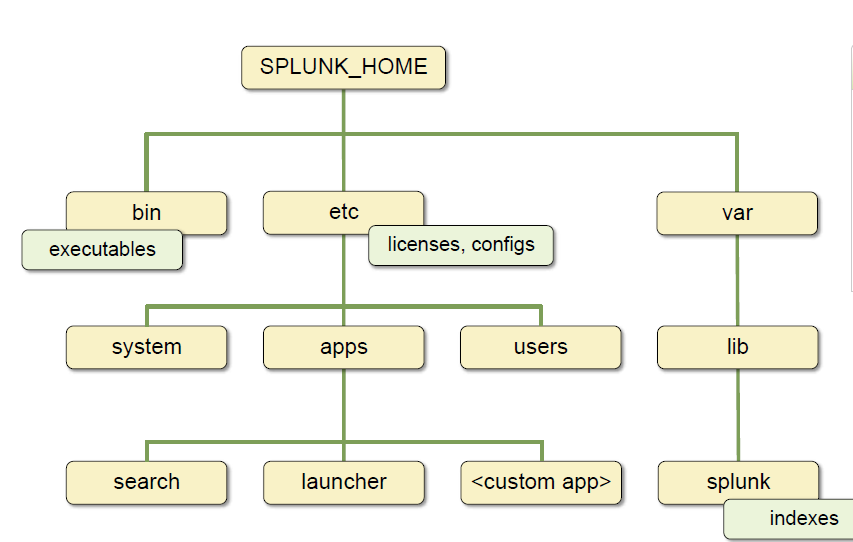 SPLUNK_HOME
bin
etc
var
executables
licenses, configs
system
apps
users
lib
search
launcher
<custom app>
splunk
indexes